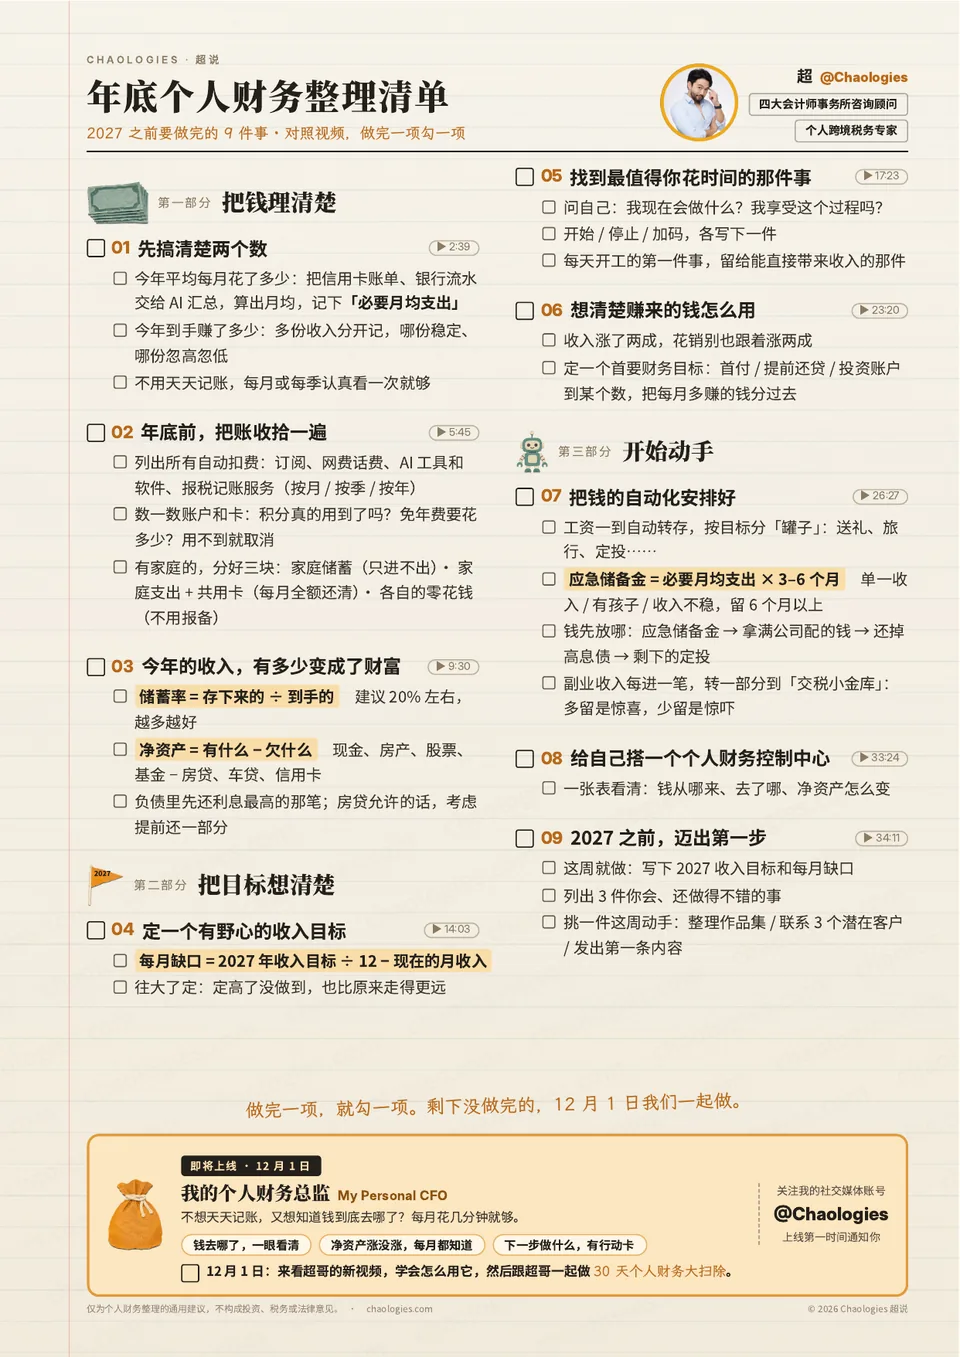 CHAOLOGIES · 超说
年底个人财务整理清单
2027 之前要做完的 9 件事·对照视频，做完一项勾一项
超 @Chaologies
四大会计师事务所咨询顾问
个人跨境税务专家
第一部分 把钱理清楚
01 先搞清楚两个数 ▶ 2:39
今年平均每月花了多少：把信用卡账单、银行流水
交给 AI 汇总，算出月均，记下「必要月均支出」
今年到手赚了多少：多份收入分开记，哪份稳定、
哪份忽高忽低
不用天天记账，每月或每季认真看一次就够
02 年底前，把账收拾一遍 ▶ 5:45
列出所有自动扣费：订阅、网费话费、AI 工具和
软件、报税记账服务（按月 / 按季 / 按年）
数一数账户和卡：积分真的用到了吗？免年费要花
多少？用不到就取消
有家庭的，分好三块：家庭储蓄（只进不出）· 家
庭支出 + 共用卡（每月全额还清）· 各自的零花钱
（不用报备）
03 今年的收入，有多少变成了财富 ▶ 9:30
储蓄率 = 存下来的 ÷ 到手的 建议 20% 左右，
越多越好
净资产 = 有什么 − 欠什么 现金、房产、股票、
基金 − 房贷、车贷、信用卡
负债里先还利息最高的那笔；房贷允许的话，考虑
提前还一部分
2027
第二部分 把目标想清楚
04 定一个有野心的收入目标 ▶ 14:03
每月缺口 = 2027 年收入目标 ÷ 12 − 现在的月收入
往大了定：定高了没做到，也比原来走得更远
05 找到最值得你花时间的那件事 ▶ 17:23
问自己：我现在会做什么？我享受这个过程吗？
开始 / 停止 / 加码，各写下一件
每天开工的第一件事，留给能直接带来收入的那件
06 想清楚赚来的钱怎么用 ▶ 23:20
收入涨了两成，花销别也跟着涨两成
定一个首要财务目标：首付 / 提前还贷 / 投资账户
到某个数，把每月多赚的钱分过去
第三部分 开始动手
07 把钱的自动化安排好 ▶ 26:27
工资一到自动转存，按目标分「罐子」：送礼、旅
行、定投……
应急储备金 = 必要月均支出 × 3–6 个月 单一收
入 / 有孩子 / 收入不稳，留 6 个月以上
钱先放哪：应急储备金 → 拿满公司配的钱 → 还掉
高息债 → 剩下的定投
副业收入每进一笔，转一部分到「交税小金库」：
多留是惊喜，少留是惊吓
08 给自己搭一个个人财务控制中心 ▶ 33:24
一张表看清：钱从哪来、去了哪、净资产怎么变
09 2027 之前，迈出第一步 ▶ 34:11
这周就做：写下 2027 收入目标和每月缺口
列出 3 件你会、还做得不错的事
挑一件这周动手：整理作品集 / 联系 3 个潜在客户
/ 发出第一条内容
做完一项，就勾一项。剩下没做完的，12 月 1 日我们一起做。
即将上线 · 12 月 1 日
我的个人财务总监 My Personal CFO
不想天天记账，又想知道钱到底去哪了？每月花几分钟就够。
钱去哪了，一眼看清
净资产涨没涨，每月都知道
下一步做什么，有行动卡
12 月 1 日：来看超哥的新视频，学会怎么用它，然后跟超哥一起做 30 天个人财务大扫除。
关注我的社交媒体账号
@Chaologies
上线第一时间通知你
仅为个人财务整理的通用建议，不构成投资、税务或法律意见。 · chaologies.com
© 2026 Chaologies 超说